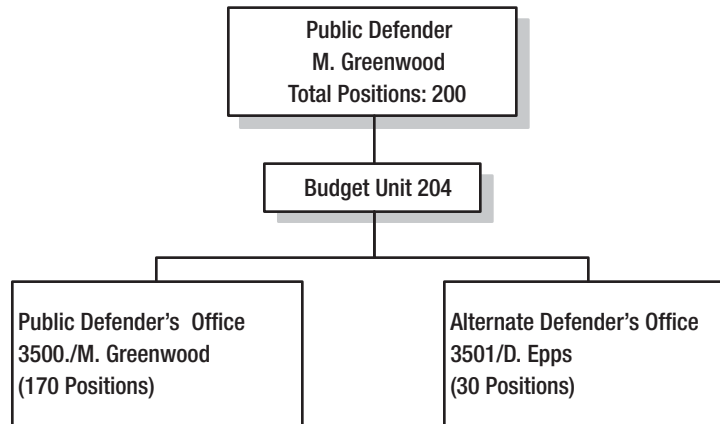 Public Defender
M. Greenwood
Total Positions: 200
Budget Unit 204
Public Defender’s Office
3500./M. Greenwood
(170 Positions)
Alternate Defender’s Office
3501/D. Epps
(30 Positions)